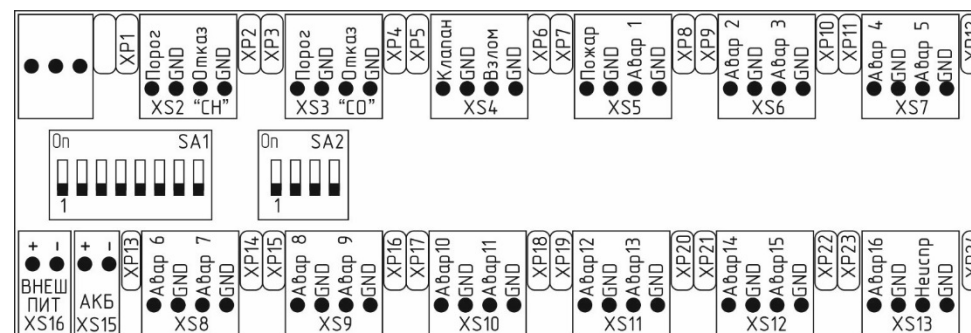 XP1
Порог
GND
Отказ
GND
XS2 "СН"
XP2
XP3
Порог
GND
Отказ
GND
XS3 "СО"
XP4
XP5
Клапан
GND
Взлом
GND
XS4
XP6
XP7
Пожар
GND
Авар 1
GND
XS5
XP8
XP9
Авар 2
GND
Авар 3
GND
XS6
XP10
XP11
Авар 4
GND
Авар 5
GND
XS7
On SA1
1
On SA2
1
+ -
ВНЕШ
ПИТ
XS16
+ -
АКБ
XS15
XP13
Авар 6
GND
Авар 7
GND
XS8
XP14
XP15
Авар 8
GND
Авар 9
GND
XS9
XP16
XP17
Авар10
GND
Авар11
GND
XS10
XP18
XP19
Авар12
GND
Авар13
GND
XS11
XP20
XP21
Авар14
GND
Авар15
GND
XS12
XP22
XP23
Авар16
GND
Неиспр
GND
XS13